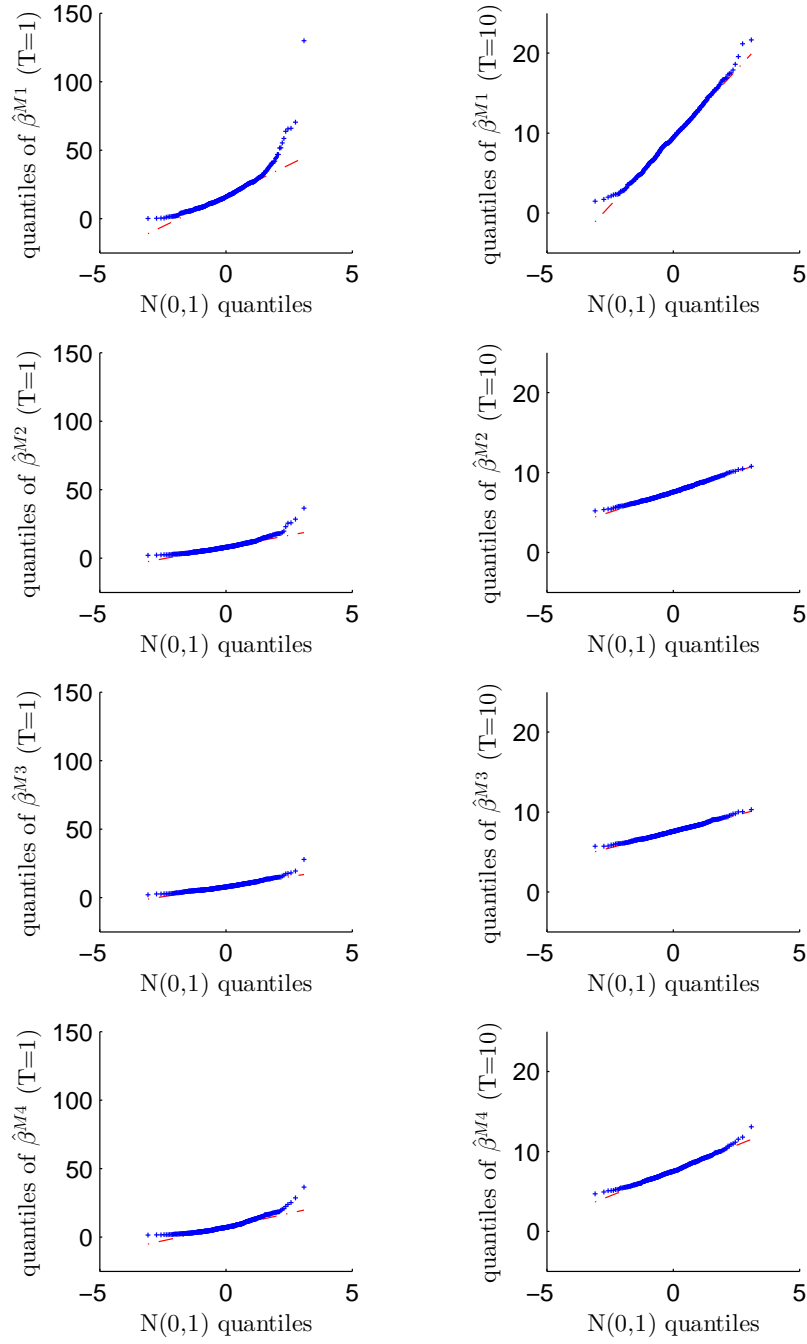 150
100
50
0
−5 0 5
N(0,1) quantiles
quantiles of β̂^{M1} (T=1)
20
10
0
−5 0 5
N(0,1) quantiles
quantiles of β̂^{M1} (T=10)
150
100
50
0
−5 0 5
N(0,1) quantiles
quantiles of β̂^{M2} (T=1)
20
10
0
−5 0 5
N(0,1) quantiles
quantiles of β̂^{M2} (T=10)
150
100
50
0
−5 0 5
N(0,1) quantiles
quantiles of β̂^{M3} (T=1)
20
10
0
−5 0 5
N(0,1) quantiles
quantiles of β̂^{M3} (T=10)
150
100
50
0
−5 0 5
N(0,1) quantiles
quantiles of β̂^{M4} (T=1)
20
10
0
−5 0 5
N(0,1) quantiles
quantiles of β̂^{M4} (T=10)